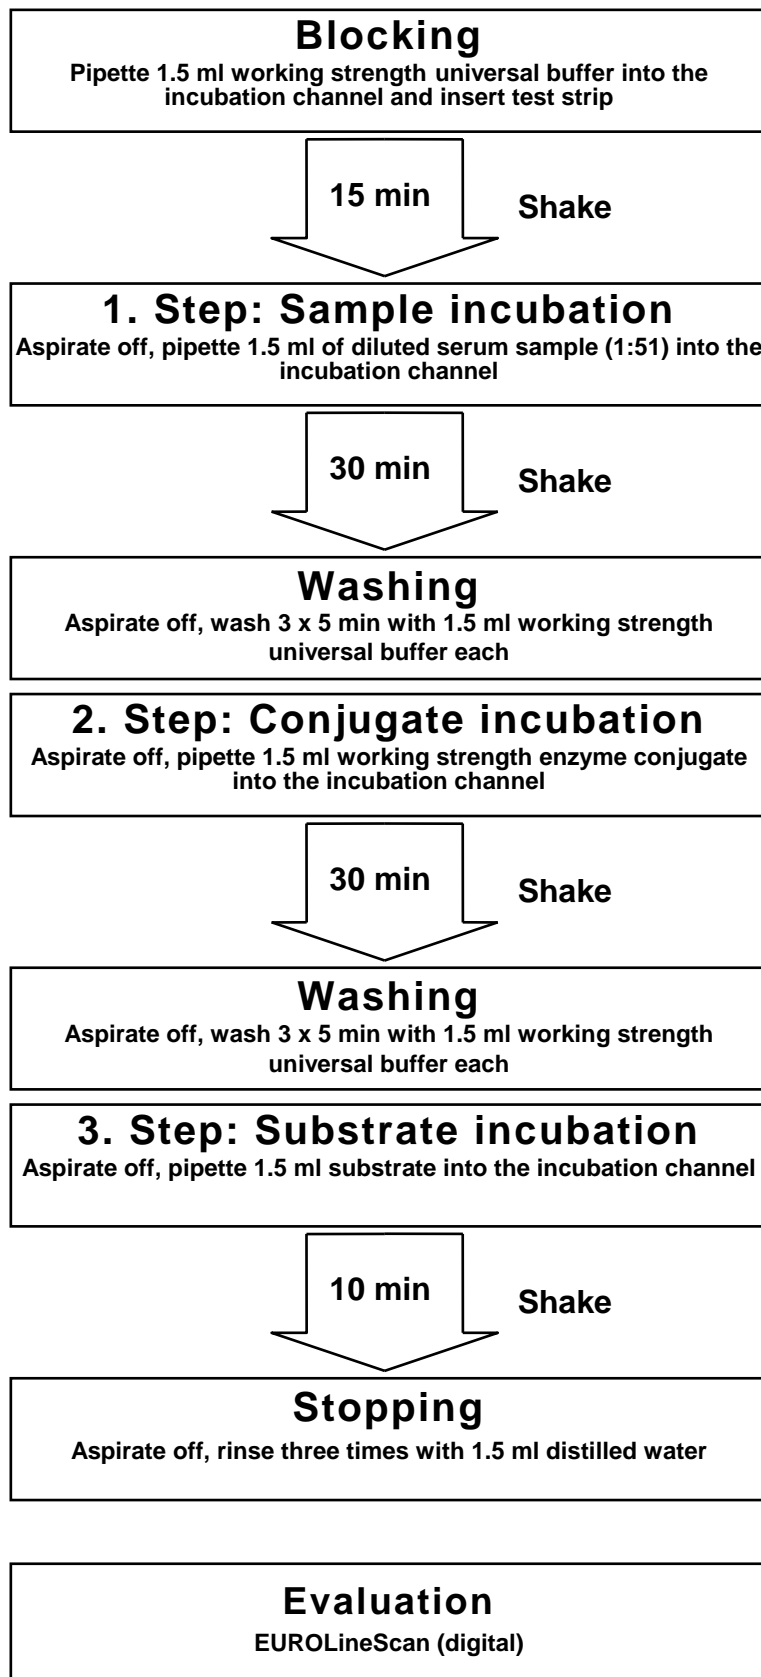 Blocking
Pipette 1.5 ml working strength universal buffer into the
incubation channel and insert test strip
15 min
Shake
1. Step: Sample incubation
Aspirate off, pipette 1.5 ml of diluted serum sample (1:51) into the
incubation channel
30 min
Shake
Washing
Aspirate off, wash 3 x 5 min with 1.5 ml working strength
universal buffer each
2. Step: Conjugate incubation
Aspirate off, pipette 1.5 ml working strength enzyme conjugate
into the incubation channel
30 min
Shake
Washing
Aspirate off, wash 3 x 5 min with 1.5 ml working strength
universal buffer each
3. Step: Substrate incubation
Aspirate off, pipette 1.5 ml substrate into the incubation channel
10 min
Shake
Stopping
Aspirate off, rinse three times with 1.5 ml distilled water
Evaluation
EUROLineScan (digital)